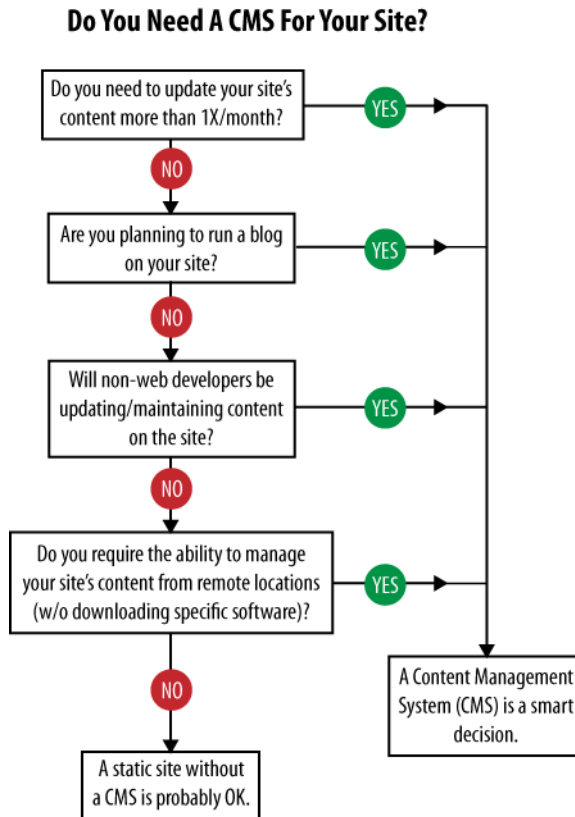 Do You Need A CMS For Your Site?
Do you need to update your site's
content more than 1X/month?
YES
NO
Are you planning to run a blog
on your site?
YES
NO
Will non-web developers be
updating/maintaining content
on the site?
YES
NO
Do you require the ability to manage
your site's content from remote locations
(w/o downloading specific software)?
YES
NO
A Content Management
System (CMS) is a smart
decision.
A static site without
a CMS is probably OK.